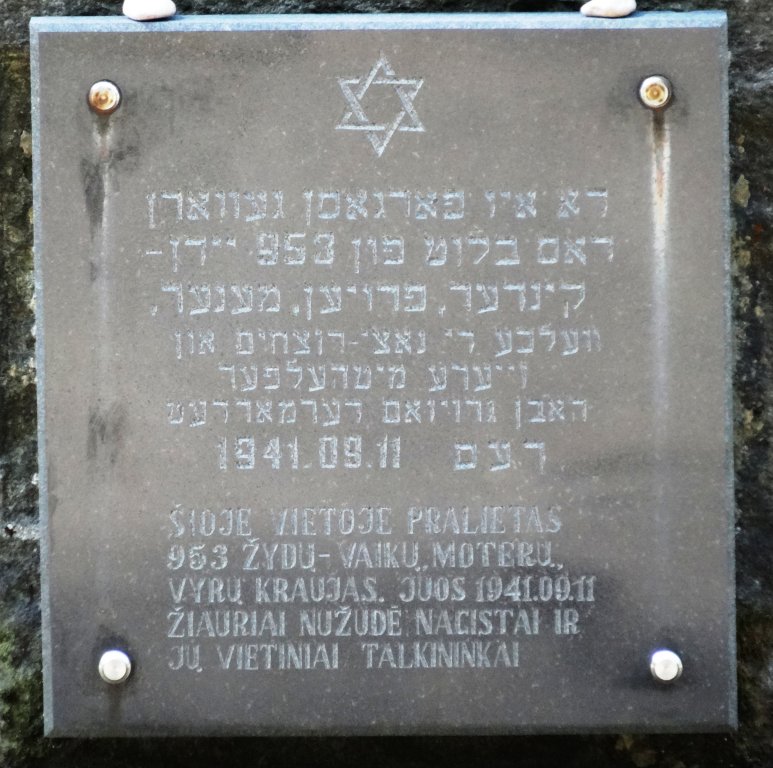 דא איז פארגאסן געווארן
דאס בלוט פון 953 יידן-
קינדער, פרויען, מענער,
וועלכע די נאצי-רוצחים און
זייערע מיטהעלפער
האבן גרויזאם דערמארדעט
דעם 1941.09.11
ŠIOJE VIETOJE PRALIETAS
953 ŽYDŲ-VAIKŲ, MOTERŲ,
VYRŲ KRAUJAS. JUOS 1941.09.11
ŽIAURIAI NUŽUDĖ NACISTAI IR
JŲ VIETINIAI TALKININKAI